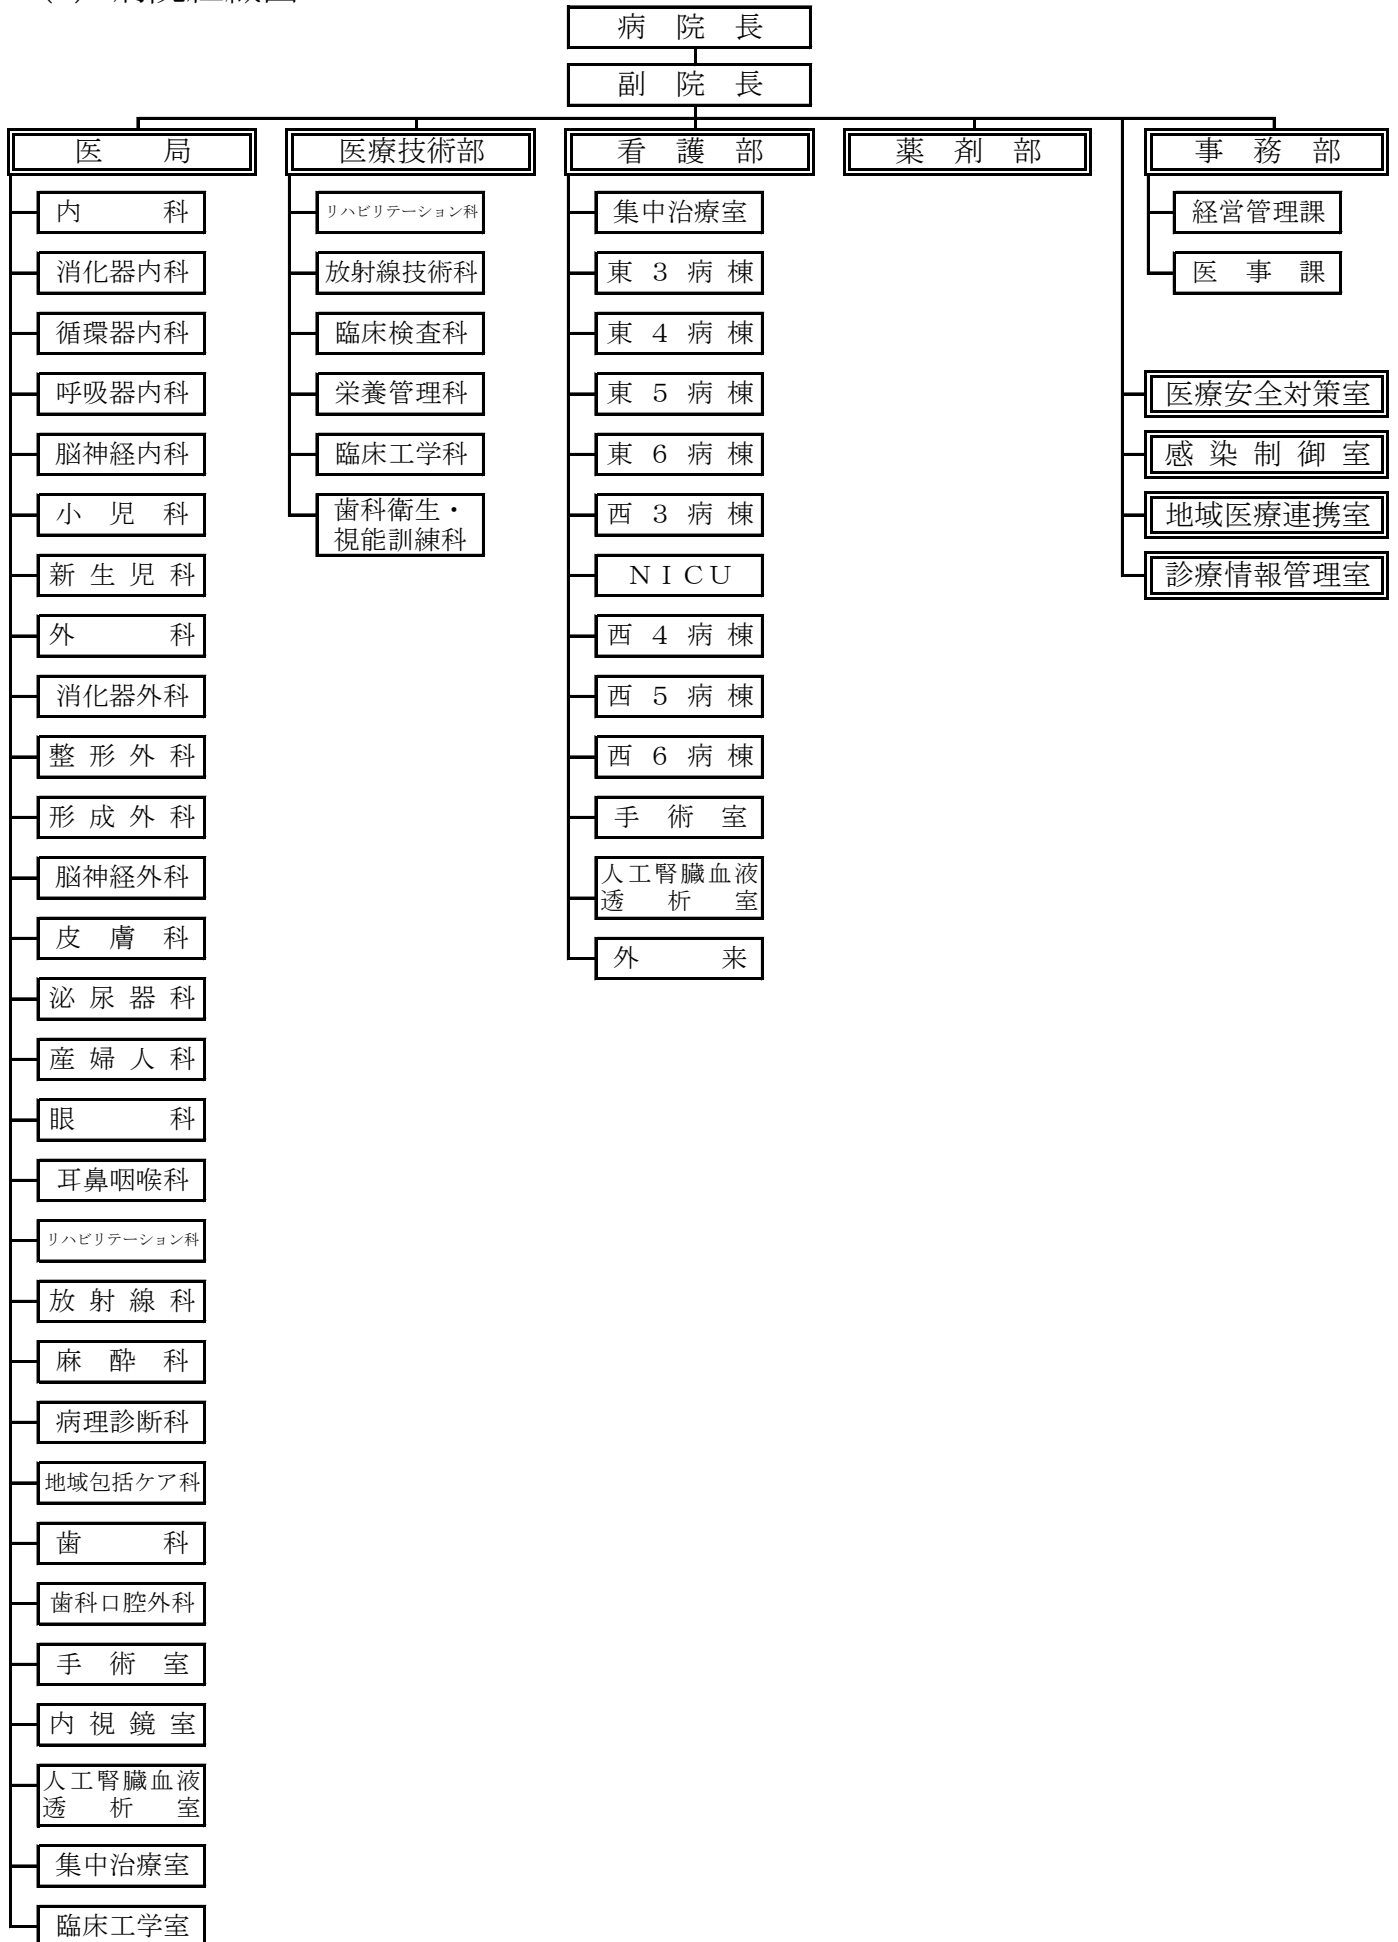 病院長
副院長
医局
内科
消化器内科
循環器内科
呼吸器内科
脳神経内科
小児科
新生児科
外科
消化器外科
整形外科
形成外科
脳神経外科
皮膚科
泌尿器科
産婦人科
眼科
耳鼻咽喉科
リハビリテーション科
放射線科
麻酔科
病理診断科
地域包括ケア科
歯科
歯科口腔外科
手術室
内視鏡室
人工腎臓血液
透析室
集中治療室
臨床工学室
医療技術部
リハビリテーション科
放射線技術科
臨床検査科
栄養管理科
臨床工学科
歯科衛生・
視能訓練科
看護部
集中治療室
東3病棟
東4病棟
東5病棟
東6病棟
西3病棟
NICU
西4病棟
西5病棟
西6病棟
手術室
人工腎臓血液
透析室
外来
薬剤部
事務部
経営管理課
医事課
医療安全対策室
感染制御室
地域医療連携室
診療情報管理室